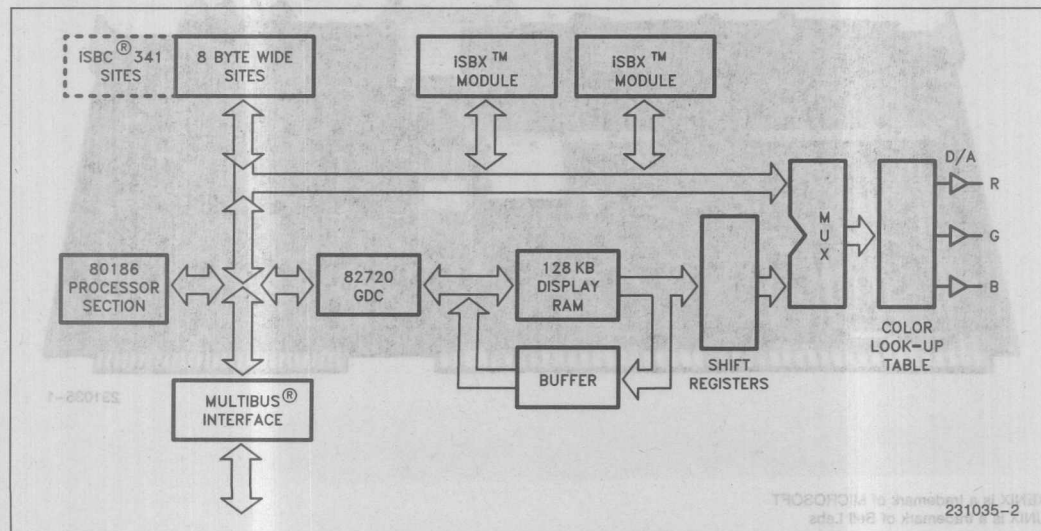 iSBC® 341
SITES
8 BYTE WIDE
SITES
iSBX™
MODULE
iSBX™
MODULE
D/A
R
MUX
G
80186
PROCESSOR
SECTION
82720
GDC
128 KB
DISPLAY
RAM
B
COLOR
LOOK-UP
TABLE
SHIFT
REGISTERS
BUFFER
MULTIBUS®
INTERFACE
231035-1
XENIX is a trademark of MICROSOFT
UNIX is a trademark of Bell Labs
231035-2